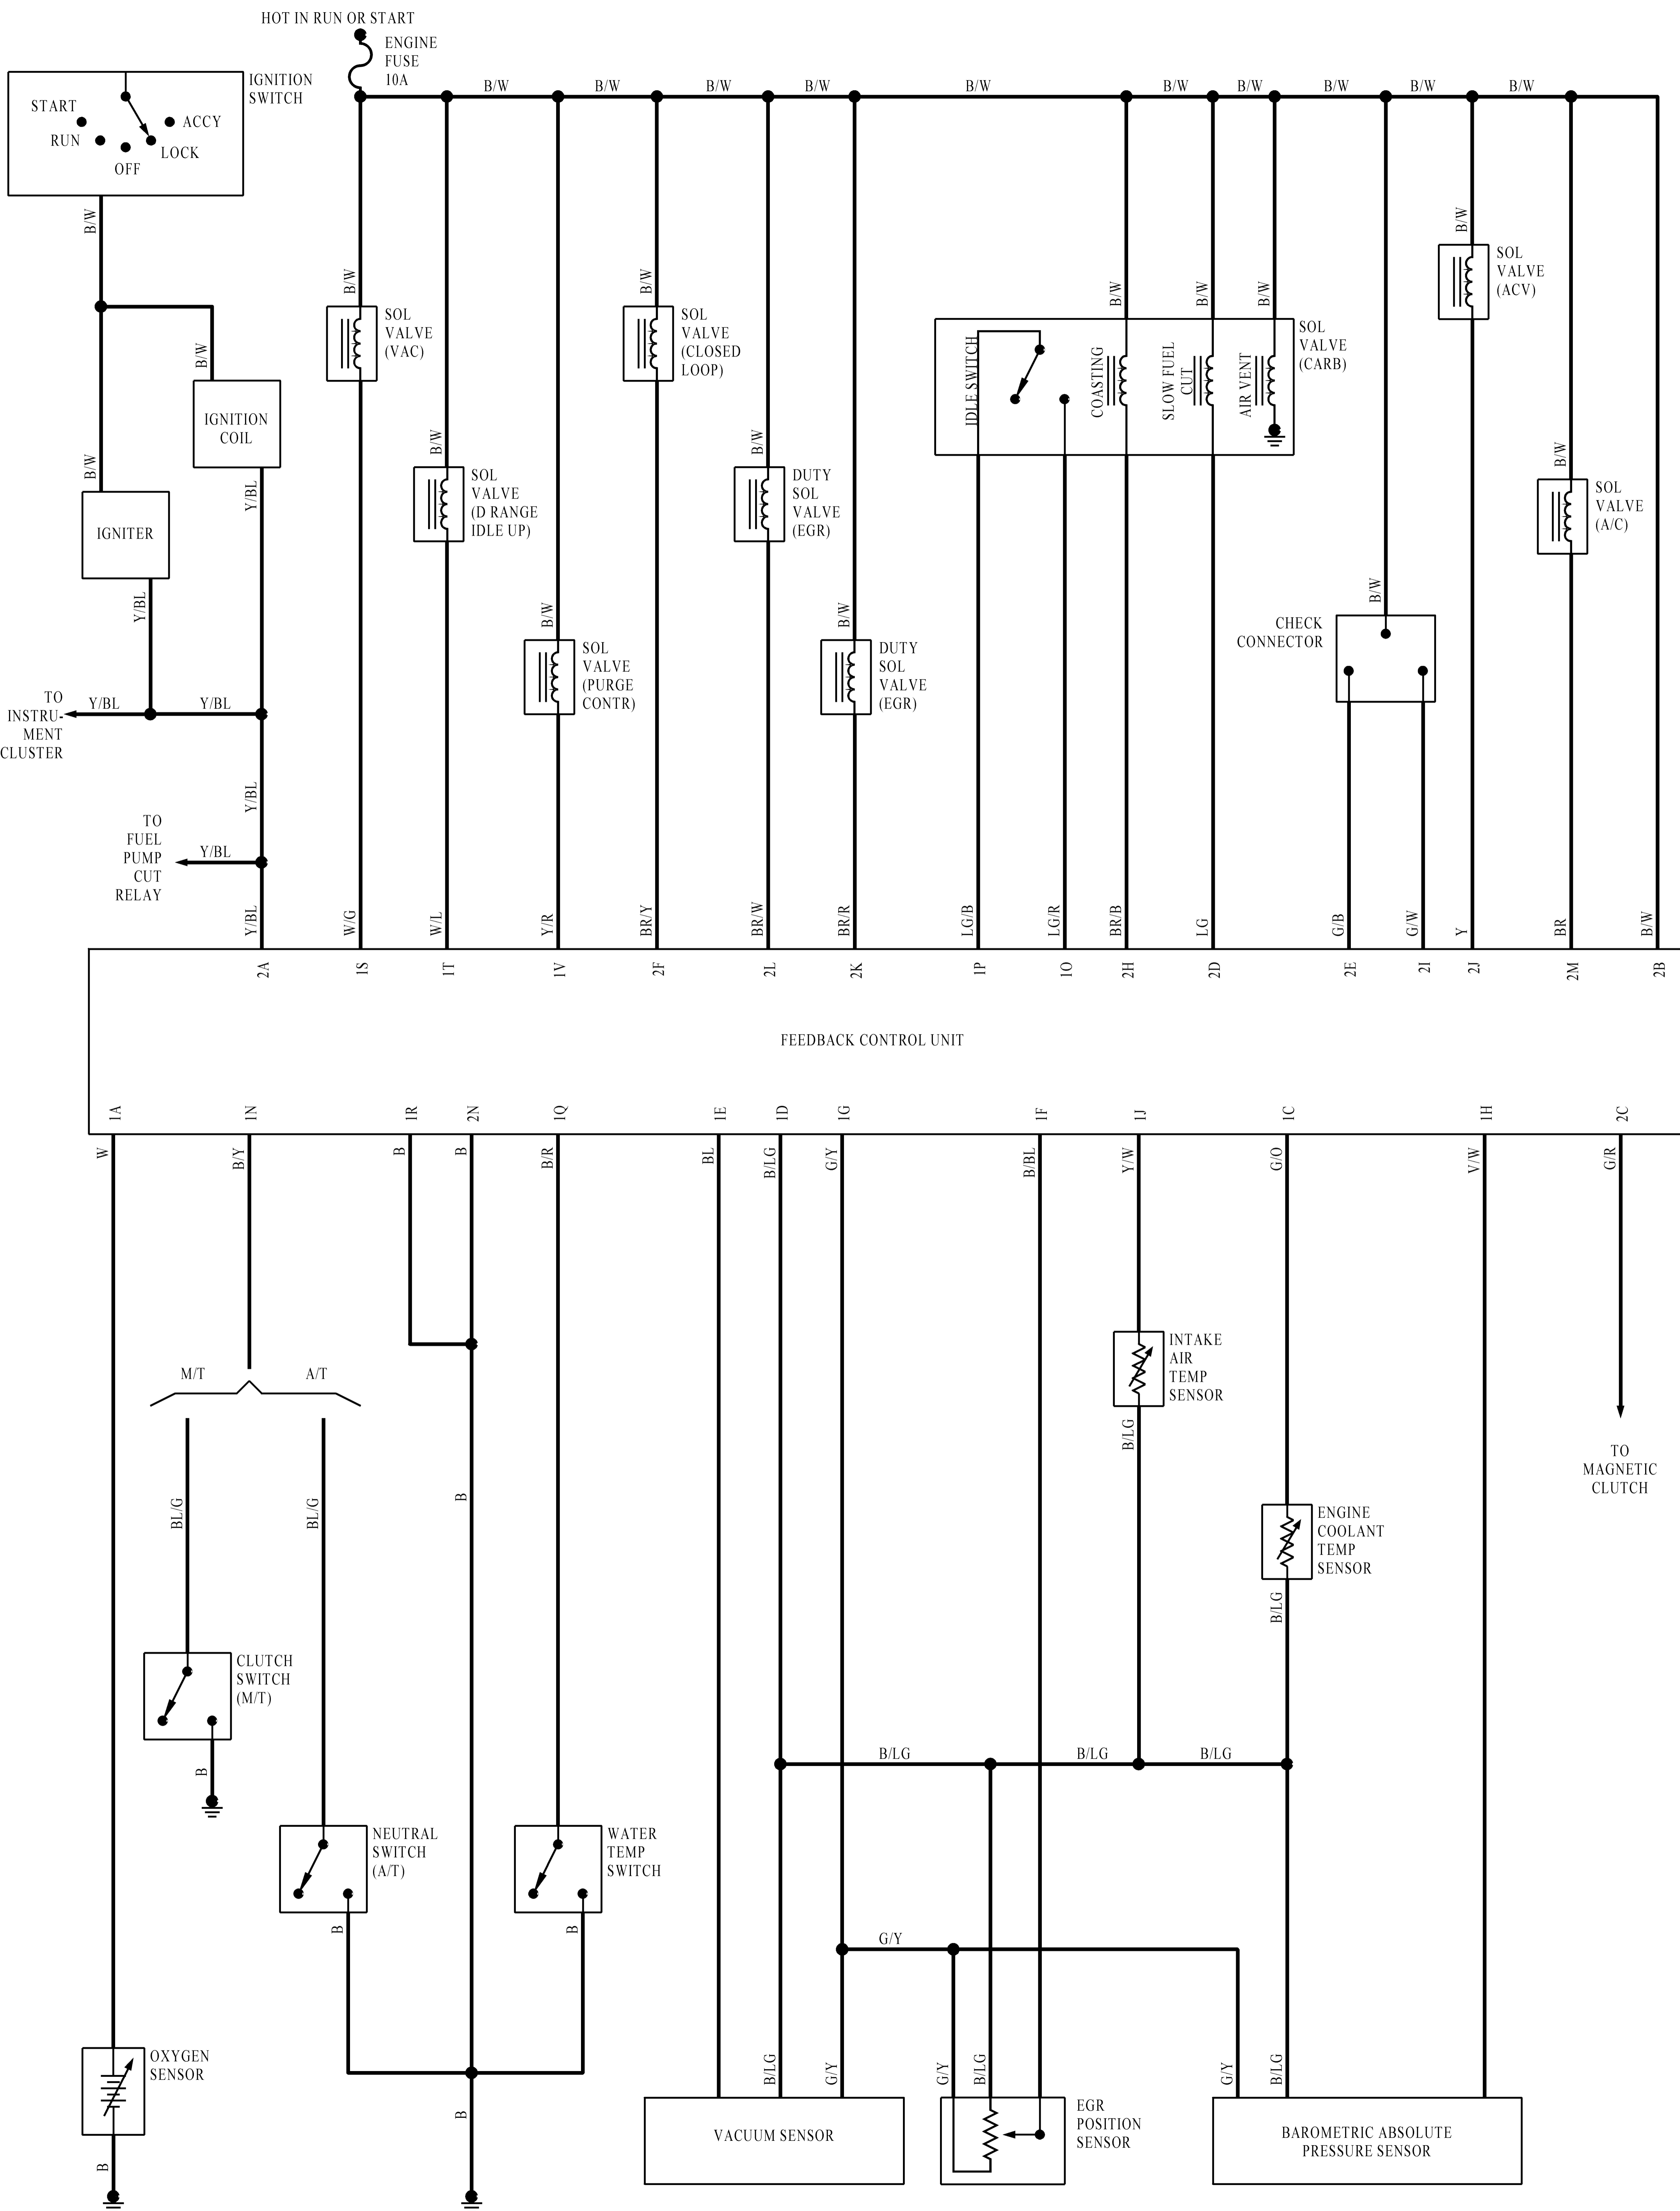 HOT IN RUN OR START
ENGINE
FUSE
10A
IGNITION
SWITCH
START
RUN
OFF
LOCK
ACCY
B/W
B/W
B/W
B/W
B/W
B/W
B/W
B/W
B/W
B/W
B/W
B/W
B/W
B/W
IGNITION
COIL
IGNITER
Y/BL
Y/BL
TO
INSTRU-
MENT
CLUSTER
Y/BL
Y/BL
Y/BL
TO
FUEL
PUMP
CUT
RELAY
Y/BL
Y/BL
B/W
SOL
VALVE
(VAC)
B/W
SOL
VALVE
(D RANGE
IDLE UP)
B/W
SOL
VALVE
(PURGE
CONTR)
B/W
SOL
VALVE
(CLOSED
LOOP)
B/W
DUTY
SOL
VALVE
(EGR)
B/W
DUTY
SOL
VALVE
(EGR)
B/W
B/W
B/W
IDLE SWITCH
COASTING
SLOW FUEL
CUT
AIR VENT
SOL
VALVE
(CARB)
B/W
CHECK
CONNECTOR
B/W
SOL
VALVE
(ACV)
B/W
SOL
VALVE
(A/C)
W/G
W/L
Y/R
BR/Y
BR/W
BR/R
LG/B
LG/R
BR/B
LG
G/B
G/W
Y
BR
B/W
2A
1S
1T
1V
2F
2L
2K
1P
1O
2H
2D
2E
2I
2J
2M
2B
FEEDBACK CONTROL UNIT
1A
1N
1R
2N
1Q
1E
1D
1G
1F
1J
1C
1H
2C
W
B/Y
B
B
B/R
BL
B/LG
G/Y
B/BL
Y/W
G/O
V/W
G/R
M/T
A/T
BL/G
BL/G
B
INTAKE
AIR
TEMP
SENSOR
B/LG
TO
MAGNETIC
CLUTCH
ENGINE
COOLANT
TEMP
SENSOR
B/LG
CLUTCH
SWITCH
(M/T)
B
B/LG
B/LG
B/LG
NEUTRAL
SWITCH
(A/T)
B
WATER
TEMP
SWITCH
B
G/Y
OXYGEN
SENSOR
B
B
B/LG
G/Y
G/Y
B/LG
G/Y
B/LG
VACUUM SENSOR
EGR
POSITION
SENSOR
BAROMETRIC ABSOLUTE
PRESSURE SENSOR